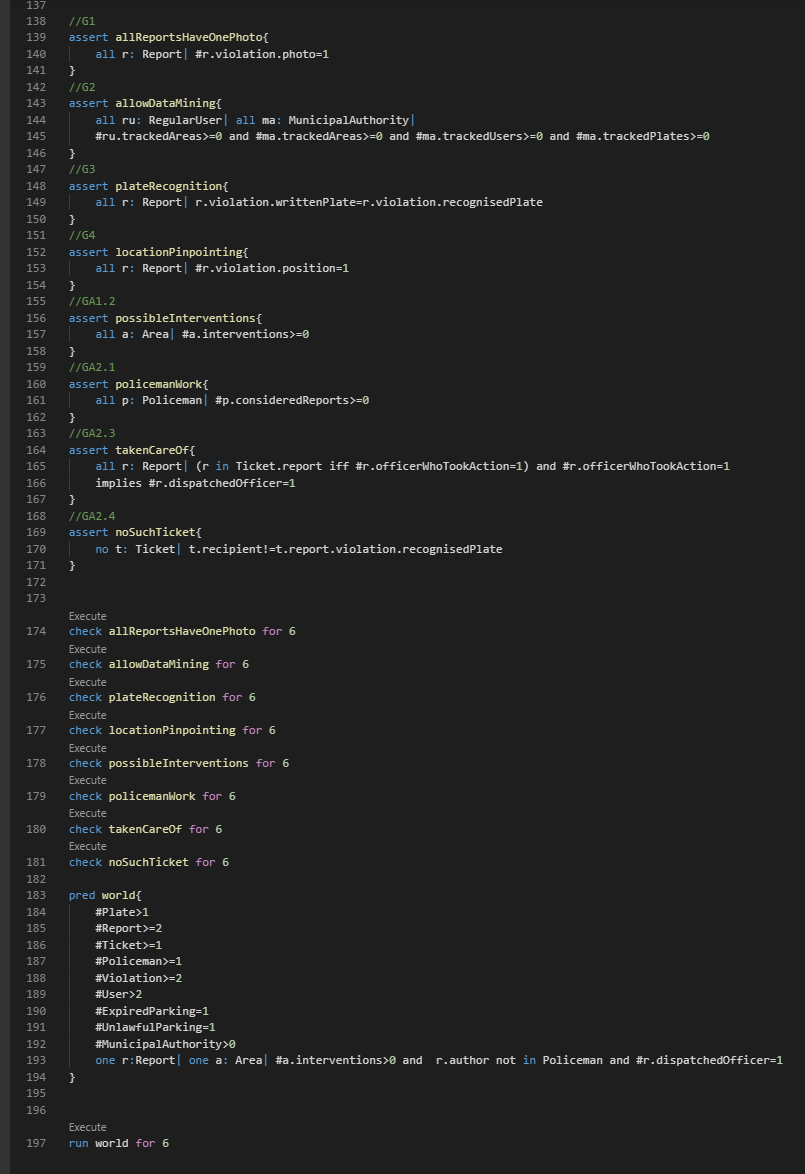 137
138 //G1
139 assert allReportsHaveOnePhoto{
140 all r: Report| #r.violation.photo=1
141 }
142 //G2
143 assert allowDataMining{
144 all ru: RegularUser| all ma: MunicipalAuthority|
145 #ru.trackedAreas>=0 and #ma.trackedAreas>=0 and #ma.trackedUsers>=0 and #ma.trackedPlates>=0
146 }
147 //G3
148 assert plateRecognition{
149 all r: Report| r.violation.writtenPlate=r.violation.recognisedPlate
150 }
151 //G4
152 assert locationPinpointing{
153 all r: Report| #r.violation.position=1
154 }
155 //GA1.2
156 assert possibleInterventions{
157 all a: Area| #a.interventions>=0
158 }
159 //GA2.1
160 assert policemanWork{
161 all p: Policeman| #p.consideredReports>=0
162 }
163 //GA2.3
164 assert takenCareOf{
165 all r: Report| (r in Ticket.report iff #r.officerWhoTookAction=1) and #r.officerWhoTookAction=1
166 implies #r.dispatchedOfficer=1
167 }
168 //GA2.4
169 assert noSuchTicket{
170 no t: Ticket| t.recipient!=t.report.violation.recognisedPlate
171 }
172
173
Execute
174 check allReportsHaveOnePhoto for 6
Execute
175 check allowDataMining for 6
Execute
176 check plateRecognition for 6
Execute
177 check locationPinpointing for 6
Execute
178 check possibleInterventions for 6
Execute
179 check policemanWork for 6
Execute
180 check takenCareOf for 6
Execute
181 check noSuchTicket for 6
182
183 pred world{
184 #Plate>1
185 #Report>=2
186 #Ticket>=1
187 #Policeman>=1
188 #Violation>=2
189 #User>2
190 #ExpiredParking=1
191 #UnlawfulParking=1
192 #MunicipalAuthority>0
193 one r:Report| one a: Area| #a.interventions>0 and  r.author not in Policeman and #r.dispatchedOfficer=1
194 }
195
196
Execute
197 run world for 6